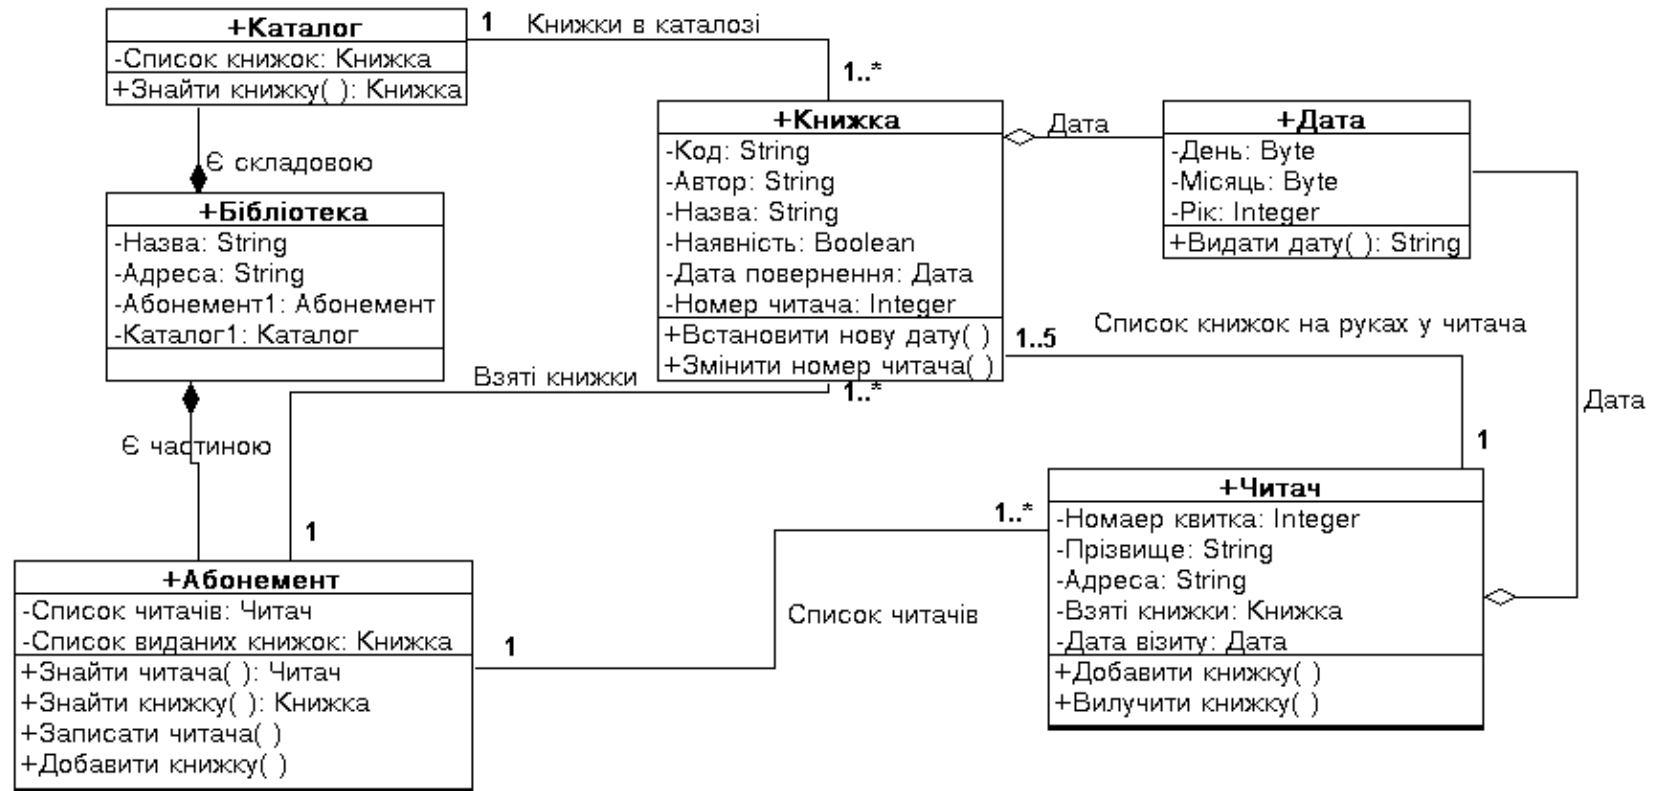 +Каталог
-Список книжок: Книжка
+Знайти книжку( ): Книжка
1
Книжки в каталозі
1..*
Є складовою
+Бібліотека
-Назва: String
-Адреса: String
-Абонемент1: Абонемент
-Каталог1: Каталог
+Книжка
-Код: String
-Автор: String
-Назва: String
-Наявність: Boolean
-Дата повернення: Дата
-Номер читача: Integer
+Встановити нову дату( )
+Змінити номер читача( )
Дата
+Дата
-День: Byte
-Місяць: Byte
-Рік: Integer
+Видати дату( ): String
1..5
Список книжок на руках у читача
1
Дата
Взяті книжки
1..*
1
Є частиною
+Абонемент
-Список читачів: Читач
-Список виданих книжок: Книжка
+Знайти читача( ): Читач
+Знайти книжку( ): Книжка
+Записати читача( )
+Добавити книжку( )
1
Список читачів
1..*
+Читач
-Номаер квитка: Integer
-Прізвище: String
-Адреса: String
-Взяті книжки: Книжка
-Дата візиту: Дата
+Добавити книжку( )
+Вилучити книжку( )